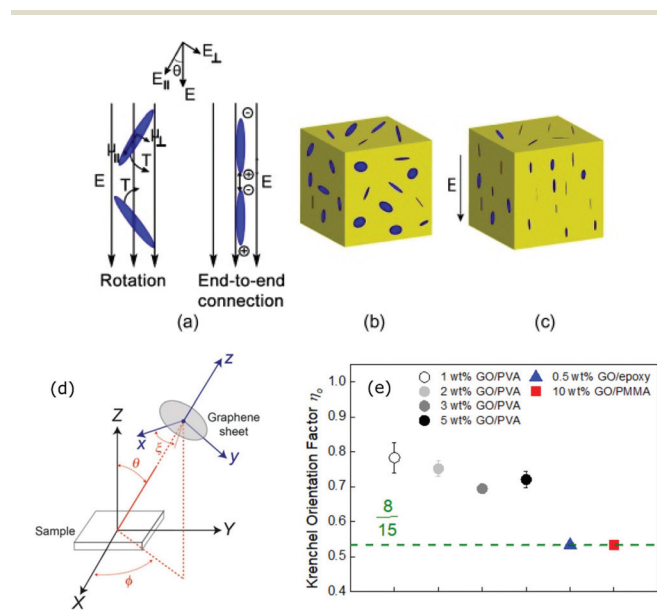 E⊥
E∥
θ
E
μ⊥
μ∥
T
E
T
E
Rotation
End-to-end
connection
E
(a)
(b)
(c)
(d)
z
Graphene
sheet
Z
x
ξ
y
θ
Sample
Y
ϕ
X
(e)
1 wt% GO/PVA
2 wt% GO/PVA
3 wt% GO/PVA
5 wt% GO/PVA
0.5 wt% GO/epoxy
10 wt% GO/PMMA
Krenchel Orientation Factor ηo
1.0
0.9
0.8
0.7
0.6
0.5
0.4
8
15